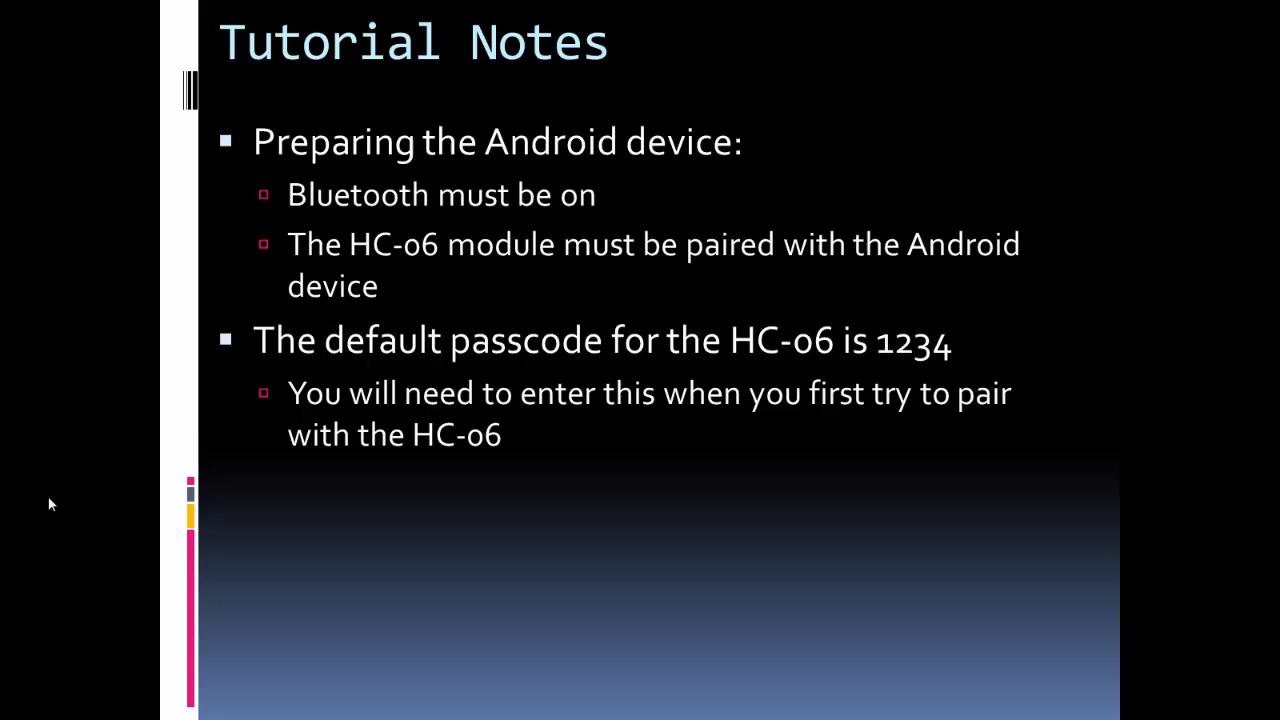 Tutorial Notes
Preparing the Android device:
Bluetooth must be on
The HC-06 module must be paired with the Android
device
The default passcode for the HC-06 is 1234
You will need to enter this when you first try to pair
with the HC-06